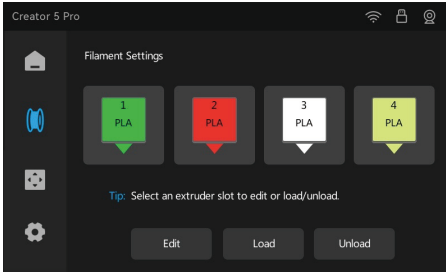 Creator 5 Pro
Filament Settings
1 2 3 4
PLA PLA PLA PLA
Tip: Select an extruder slot to edit or load/unload.
Edit Load Unload